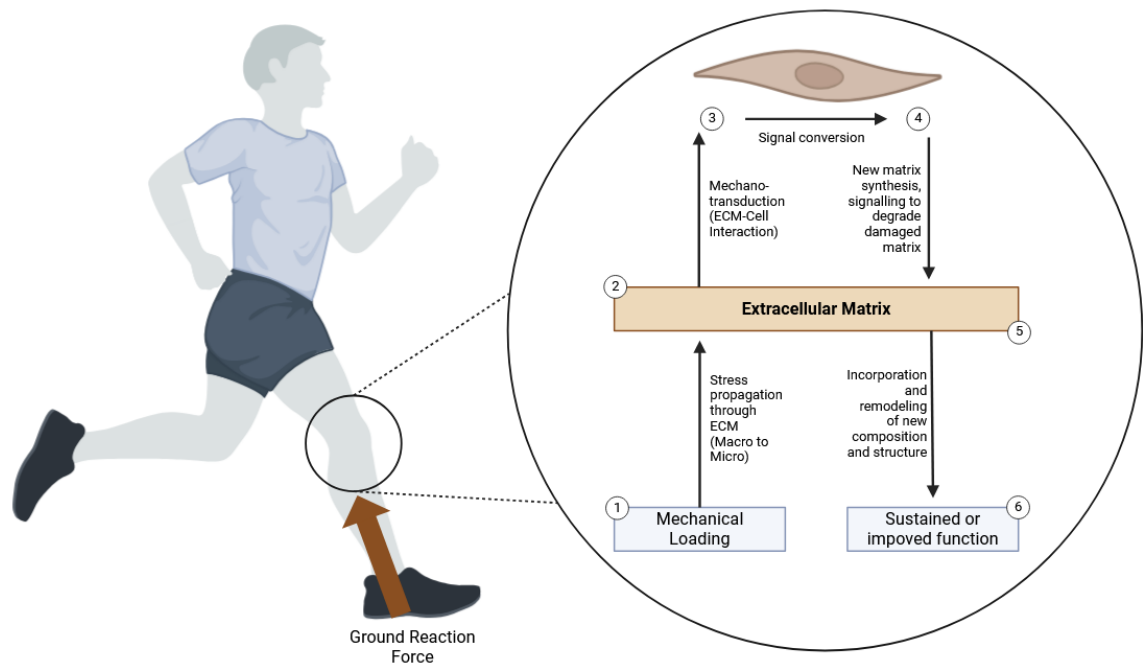 3
4
Signal conversion
Mechano-
transduction
(ECM-Cell
Interaction)
New matrix
synthesis,
signalling to
degrade
damaged
matrix
2
Extracellular Matrix
5
Stress
propagation
through
ECM
(Macro to
Micro)
Incorporation
and
remodeling
of new
composition
and structure
1
Mechanical
Loading
6
Sustained or
impoved function
Ground Reaction
Force